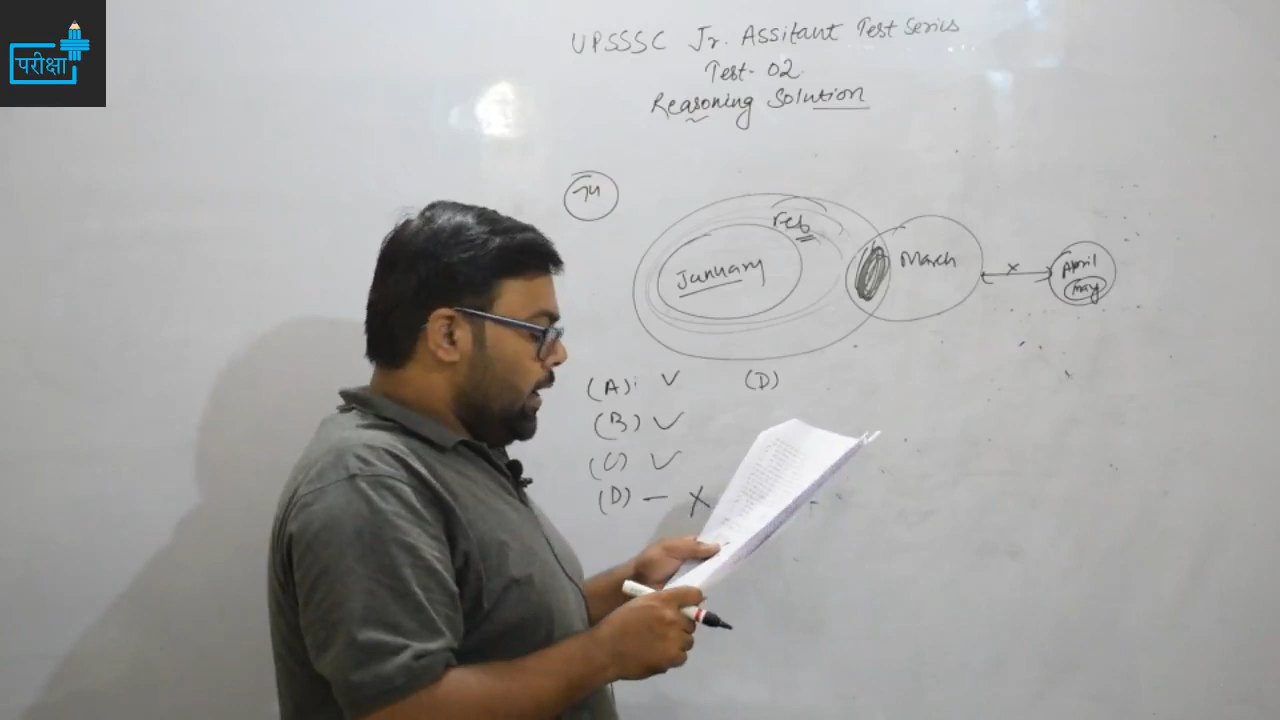 परीक्षा
UPSSSC Jr. Assitant Test Series
Test-02
Reasoning Solution
74
Feb
January
March
x
April
May
(A): ✓
(D)
(B) ✓
(C) ✓
(D) — X